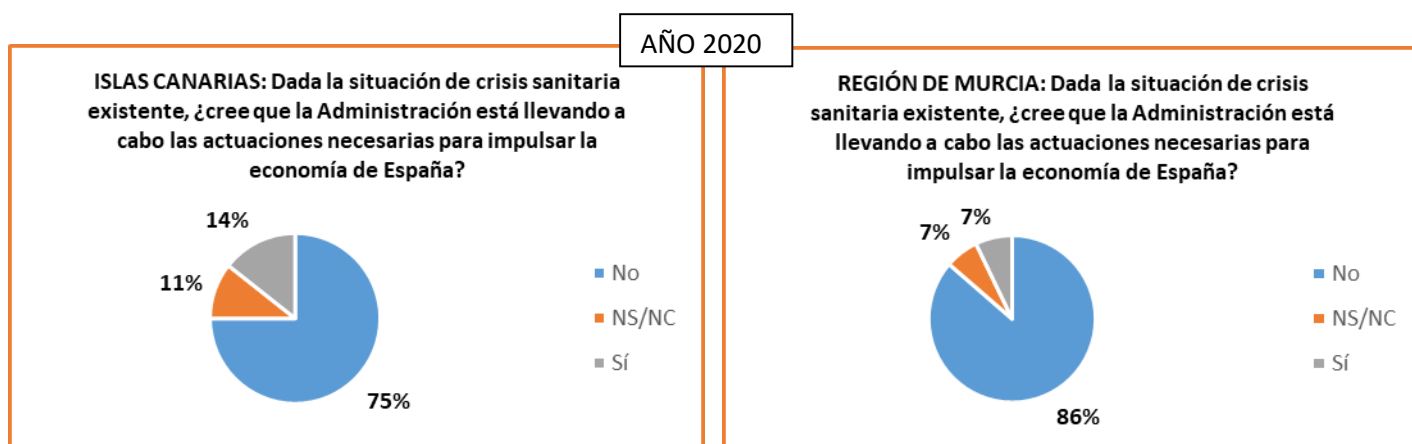 AÑO 2020
ISLAS CANARIAS: Dada la situación de crisis sanitaria
existente, ¿cree que la Administración está llevando a
cabo las actuaciones necesarias para impulsar la
economía de España?
14%
11%
75%
No
NS/NC
Sí
REGIÓN DE MURCIA: Dada la situación de crisis
sanitaria existente, ¿cree que la Administración está
llevando a cabo las actuaciones necesarias para
impulsar la economía de España?
7%
7%
86%
No
NS/NC
Sí